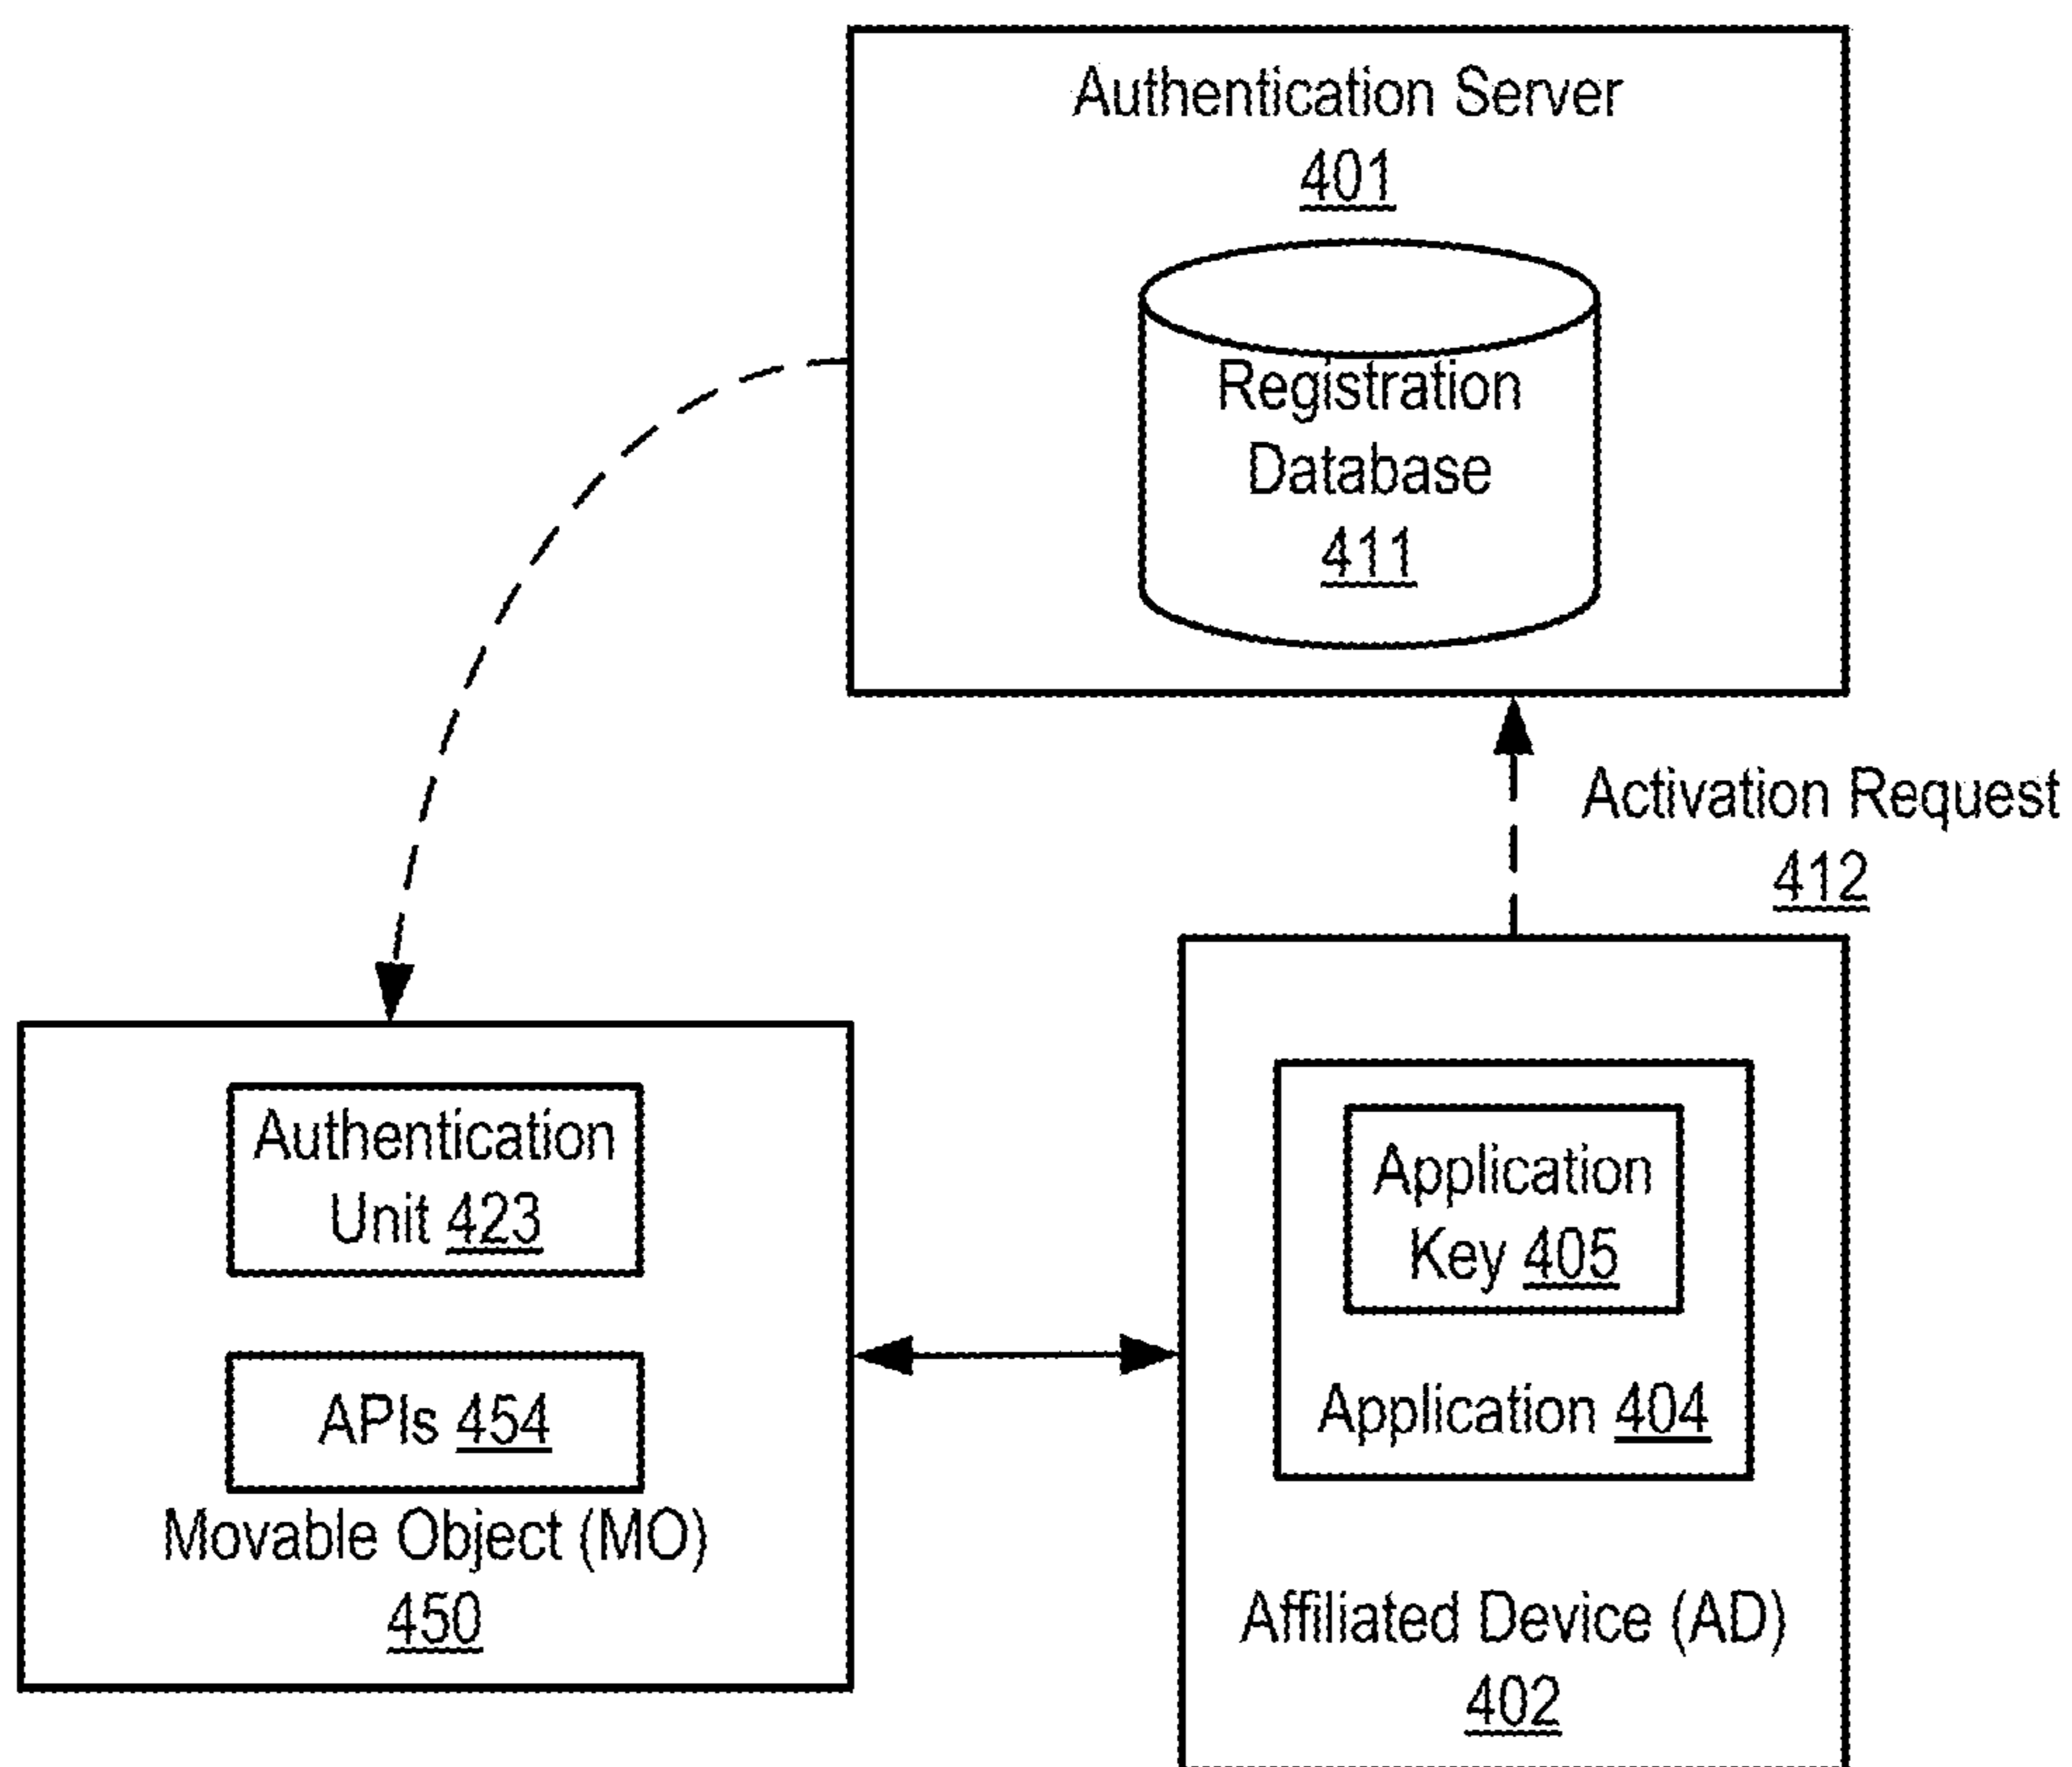 Authentication Server
401
Registration
Database
411
Activation Request
412
Authentication
Unit 423
APIs 454
Movable Object (MO)
450
Application
Key 405
Application 404
Affiliated Device (AD)
402